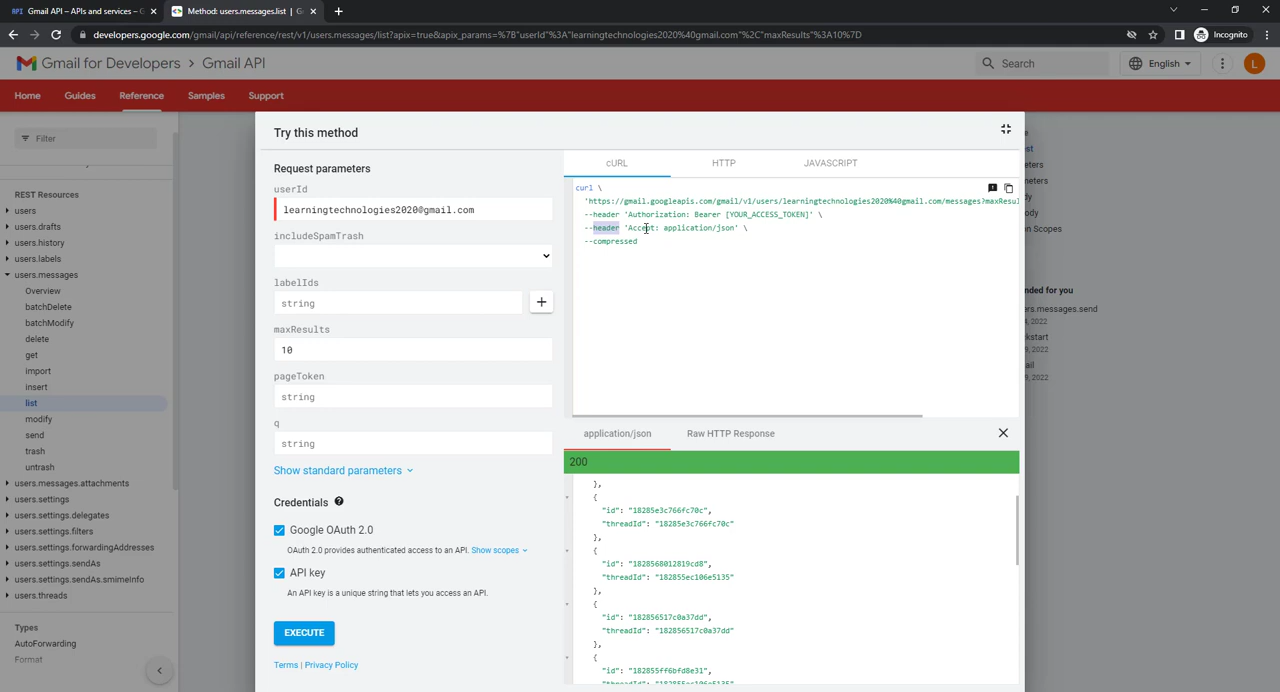 Gmail API – APIs and services – G
Method: users.messages.list | G
developers.google.com/gmail/api/reference/rest/v1/users.messages/list?apix=true&apix_params=%7B"userId"%3A"learningtechnologies2020%40gmail.com"%2C"maxResults"%3A10%7D
Incognito
Gmail for Developers > Gmail API
Search
English
L
Home
Guides
Reference
Samples
Support
Filter
REST Resources
users
users.drafts
users.history
users.labels
users.messages
Overview
batchDelete
batchModify
delete
get
import
insert
list
modify
send
trash
untrash
users.messages.attachments
users.settings
users.settings.delegates
users.settings.filters
users.settings.forwardingAddresses
users.settings.sendAs
users.settings.sendAs.smimeInfo
users.threads
Types
AutoForwarding
Format
Try this method
Request parameters
userId
learningtechnologies2020@gmail.com
includeSpamTrash
labelIds
string
maxResults
10
pageToken
string
q
string
Show standard parameters
Credentials
Google OAuth 2.0
OAuth 2.0 provides authenticated access to an API. Show scopes
API key
An API key is a unique string that lets you access an API.
EXECUTE
Terms | Privacy Policy
cURL
HTTP
JAVASCRIPT
curl \
'https://gmail.googleapis.com/gmail/v1/users/learningtechnologies2020%40gmail.com/messages?maxResul
--header 'Authorization: Bearer [YOUR_ACCESS_TOKEN]' \
--header 'Accept: application/json' \
--compressed
application/json
Raw HTTP Response
200
},
{
"id": "18285e3c766fc70c",
"threadId": "18285e3c766fc70c"
},
{
"id": "1828568012819cd8",
"threadId": "182855ec106e5135"
},
{
"id": "182856517c0a37dd",
"threadId": "182856517c0a37dd"
},
{
"id": "182855ff6bfd8e31",
"threadId": "182855ec106e5135"